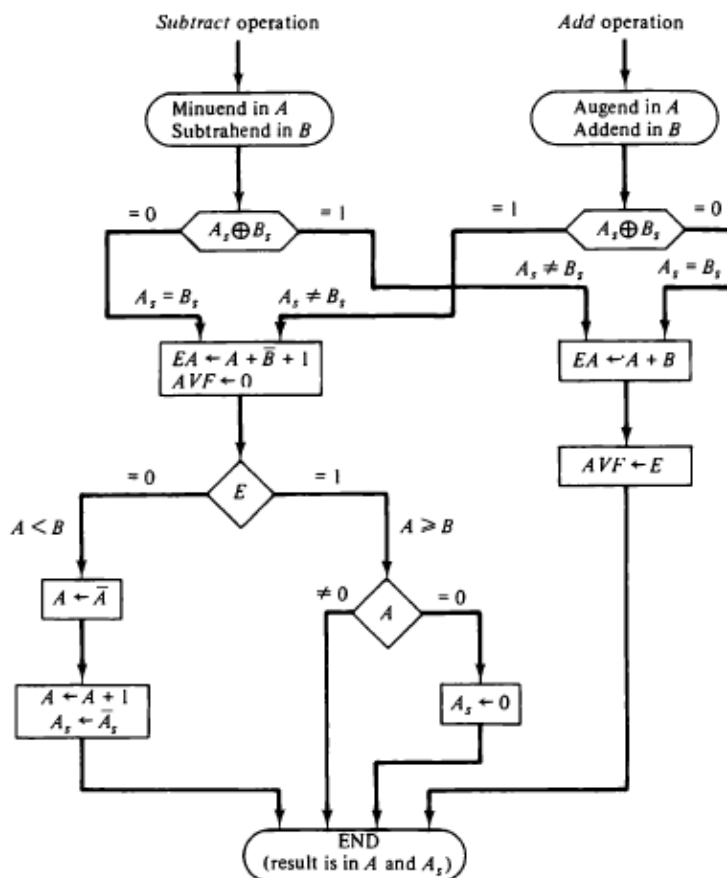 Subtract operation
Add operation
Minuend in A
Subtrahend in B
Augend in A
Addend in B
= 0
A_s ⊕ B_s
= 1
= 1
A_s ⊕ B_s
= 0
A_s = B_s
A_s ≠ B_s
A_s ≠ B_s
A_s = B_s
EA ← A + B̅ + 1
AVF ← 0
EA ← A + B
AVF ← E
= 0
E
= 1
A < B
A ⩾ B
A ← A̅
≠ 0
A
= 0
A ← A + 1
A_s ← A̅_s
A_s ← 0
END
(result is in A and A_s)